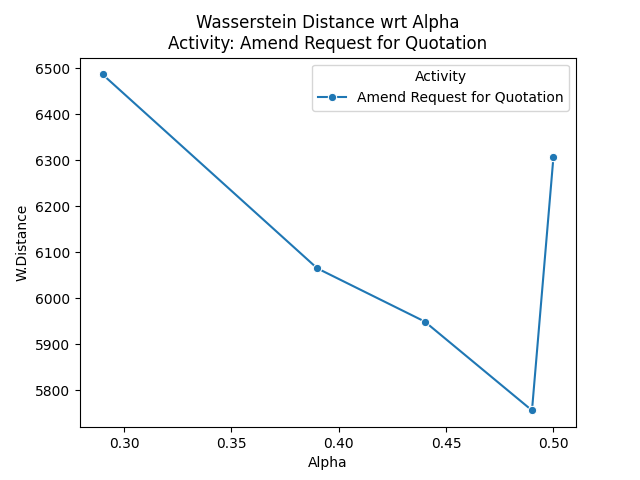 Wasserstein Distance wrt Alpha
Activity: Amend Request for Quotation
Activity
Amend Request for Quotation
W.Distance
6500
6400
6300
6200
6100
6000
5900
5800
0.30 0.35 0.40 0.45 0.50
Alpha